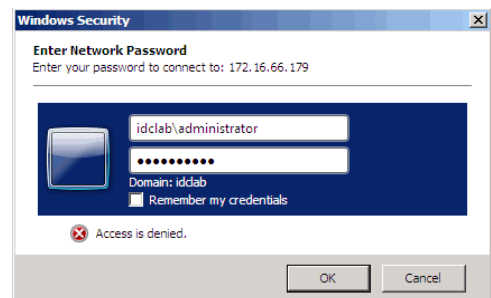 Windows Security
Enter Network Password
Enter your password to connect to: 172.16.66.179
idclab\administrator
●●●●●●●●●●
Domain: idclab
Remember my credentials
Access is denied.
OK
Cancel